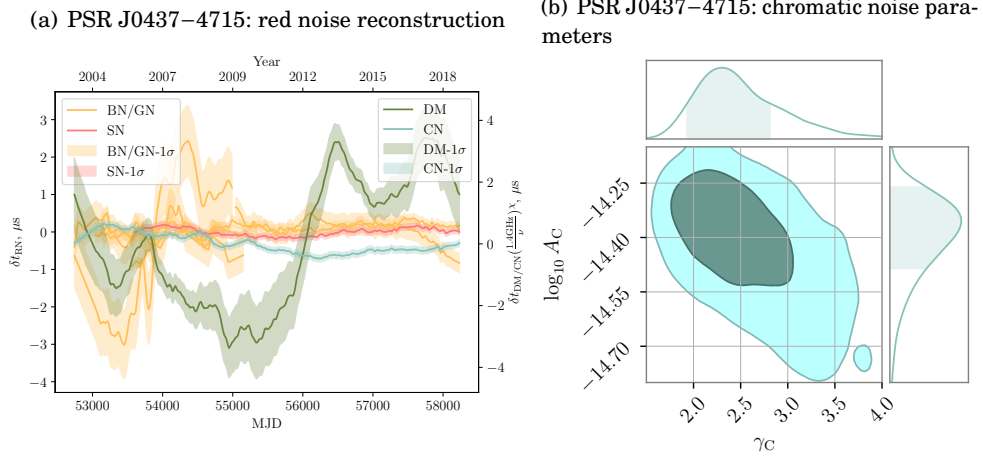 (a) PSR J0437−4715: red noise reconstruction
Year
2004 2007 2009 2012 2015 2018
BN/GN
SN
BN/GN-1σ
SN-1σ
DM
CN
DM-1σ
CN-1σ
δt_RN, μs
3
2
1
0
−1
−2
−3
−4
4
2
0
−2
−4
δt_DM/CN(1.4GHz/ν)^χ, μs
53000 54000 55000 56000 57000 58000
MJD
(b) PSR J0437−4715: chromatic noise para-
meters
log₁₀ A_C
−14.25
−14.40
−14.55
−14.70
2.0 2.5 3.0 3.5 4.0
γ_C